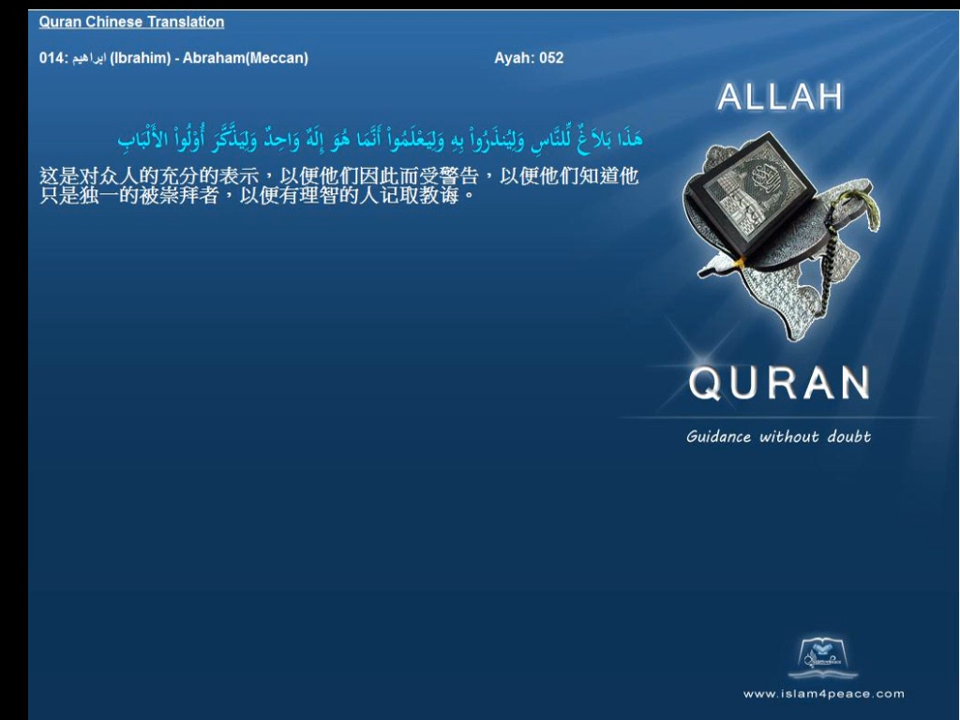 Quran Chinese Translation
014: ابراهيم (Ibrahim) - Abraham(Meccan) Ayah: 052
ALLAH
هَذَا بَلاَغٌ لِّلنَّاسِ وَلِيُنذَرُواْ بِهِ وَلِيَعْلَمُواْ أَنَّمَا هُوَ إِلَهٌ وَاحِدٌ وَلِيَذَّكَّرَ أُوْلُواْ الأَلْبَابِ
这是对众人的充分的表示，以便他们因此而受警告，以便他们知道他
只是独一的被崇拜者，以便有理智的人记取教诲。
QURAN
Guidance without doubt
www.islam4peace.com